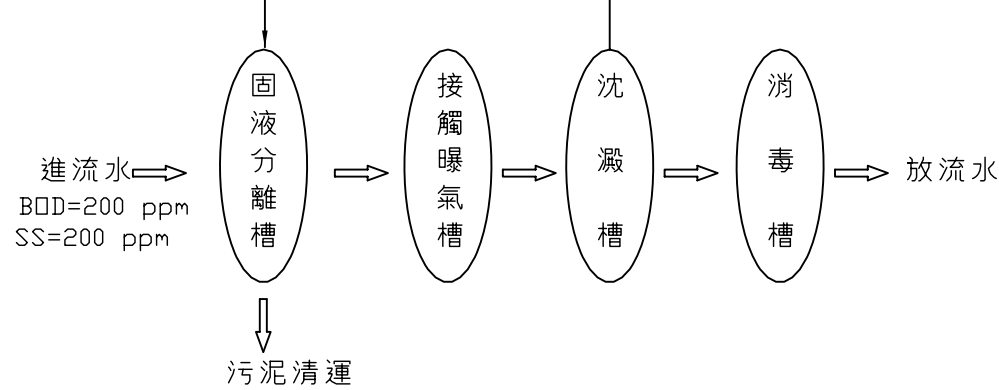 固液分離槽
接觸曝氣槽
沈澱槽
消毒槽
進流水
BOD=200 ppm
SS=200 ppm
放流水
污泥清運